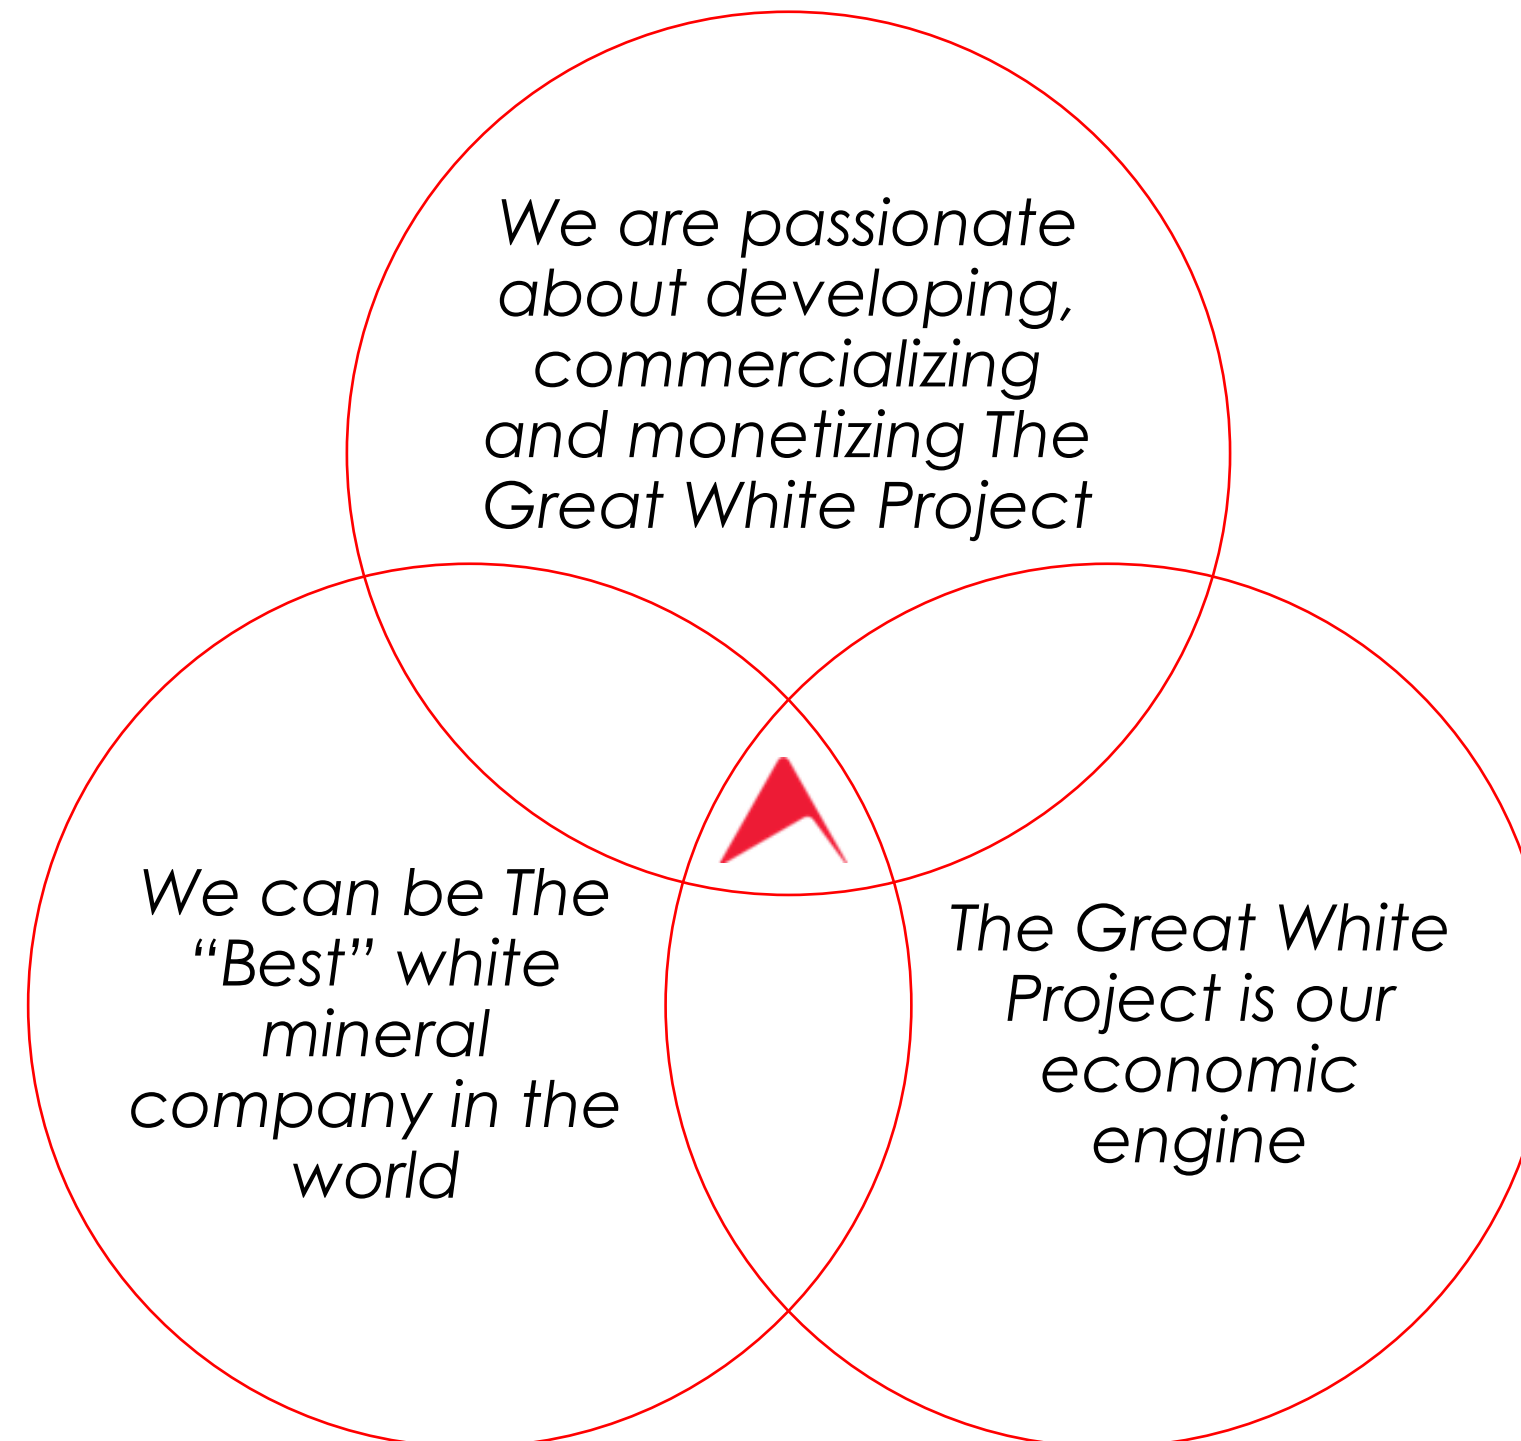 We are passionate
about developing,
commercializing
and monetizing The
Great White Project
We can be The
“Best” white
mineral
company in the
world
The Great White
Project is our
economic
engine